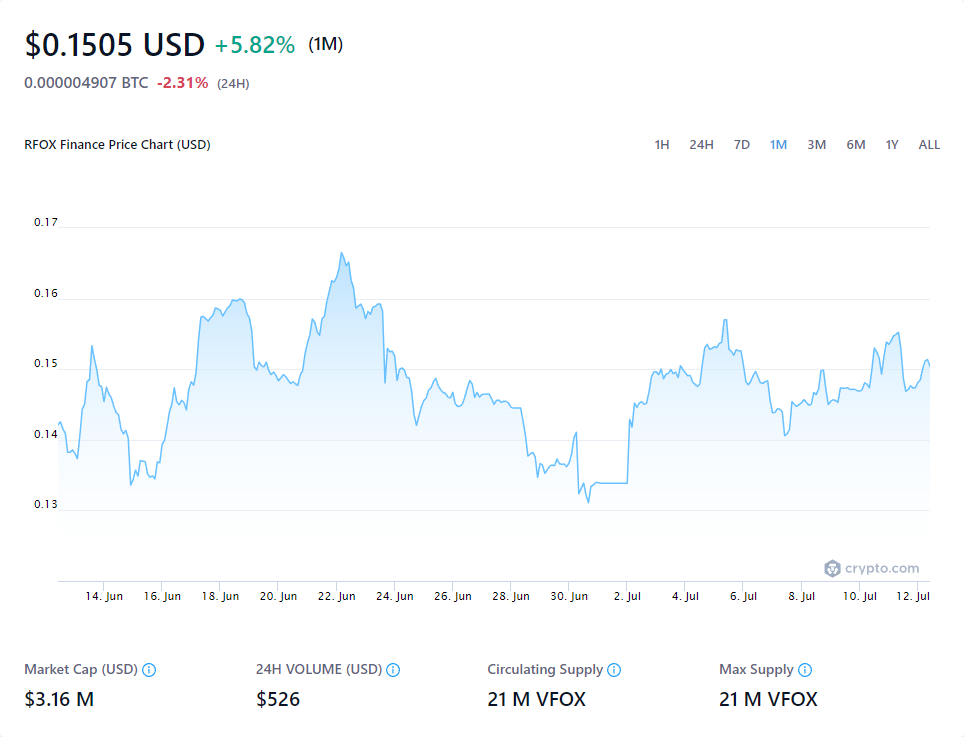 $0.1505 USD +5.82% (1M)
0.000004907 BTC -2.31% (24H)
RFOX Finance Price Chart (USD) 1H 24H 7D 1M 3M 6M 1Y ALL
0.17
0.16
0.15
0.14
0.13
crypto.com
14. Jun 16. Jun 18. Jun 20. Jun 22. Jun 24. Jun 26. Jun 28. Jun 30. Jun 2. Jul 4. Jul 6. Jul 8. Jul 10. Jul 12. Jul
Market Cap (USD) 24H VOLUME (USD) Circulating Supply Max Supply
$3.16 M $526 21 M VFOX 21 M VFOX